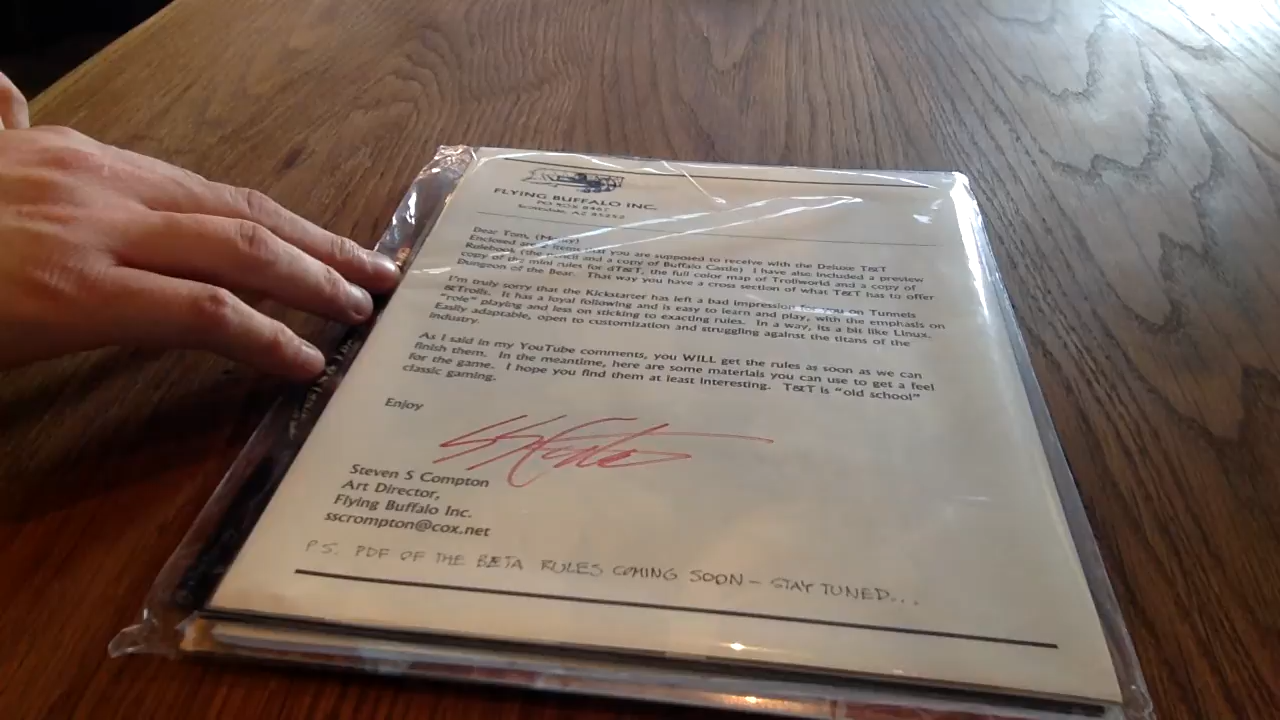 FLYING BUFFALO INC.
PO BOX 8467
Scottsdale, AZ 85252
Dear Tom,
Enclosed are items that you are supposed to receive with the Deluxe T&T
Rulebook (the and a copy of Buffalo Castle) I have also included a preview
copy of the mini rules for dT&T, the full color map of Trollworld and a copy of
Dungeon of the Bear. That way you have a cross section of what T&T has to offer
I'm truly sorry that the Kickstarter has left a bad impression for you on Tunnels
&Trolls. It has a loyal following and is easy to learn and play, with the emphasis on
"role" playing and less on sticking to exacting rules. In a way, its a bit like Linux.
Easily adaptable, open to customization and struggling against the titans of the
industry.
As I said in my YouTube comments, you WILL get the rules as soon as we can
finish them. In the meantime, here are some materials you can use to get a feel
for the game. I hope you find them at least interesting. T&T is "old school"
classic gaming.
Enjoy
Steven S Compton
Art Director,
Flying Buffalo Inc.
sscrompton@cox.net
P.S. PDF OF THE BETA RULES COMING SOON - STAY TUNED...